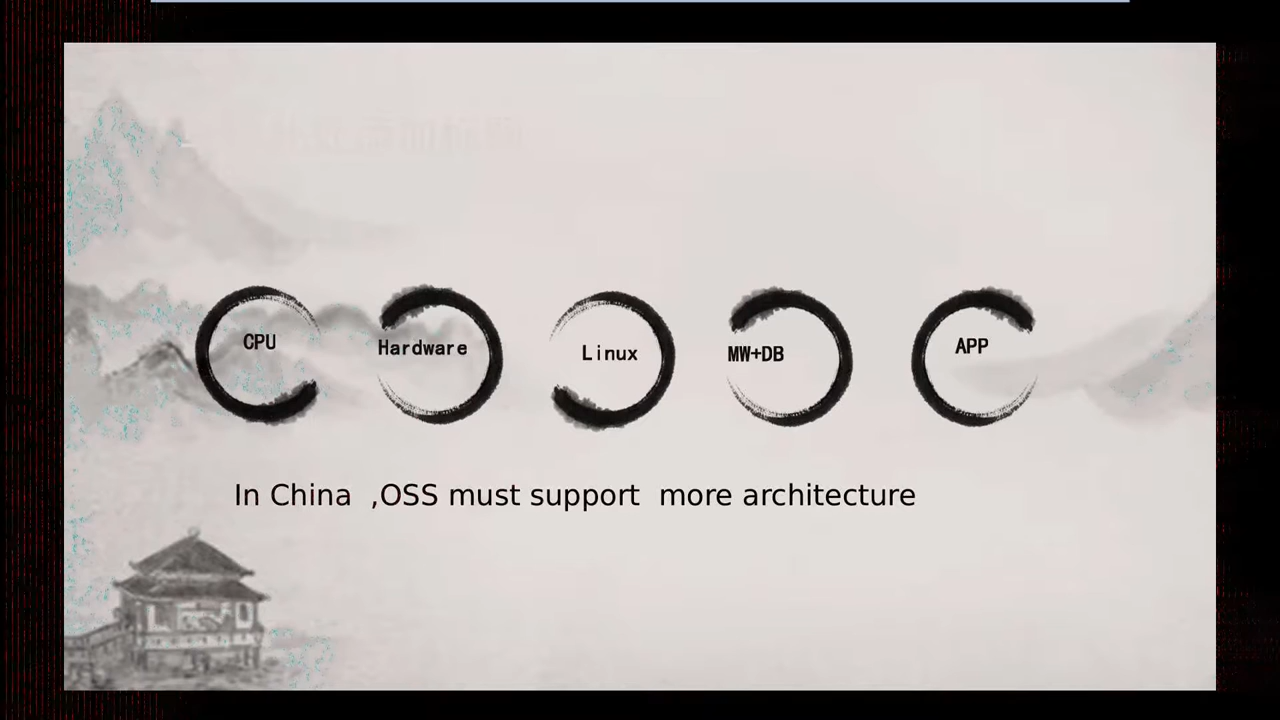 CPU
Hardware
Linux
MW+DB
APP
In China ,OSS must support more architecture